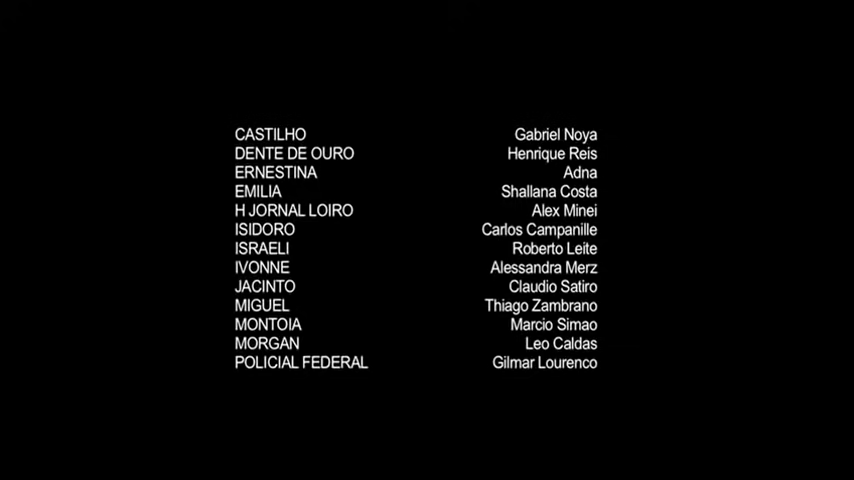 CASTILHO Gabriel Noya
DENTE DE OURO Henrique Reis
ERNESTINA Adna
EMILIA Shallana Costa
H JORNAL LOIRO Alex Minei
ISIDORO Carlos Campanille
ISRAELI Roberto Leite
IVONNE Alessandra Merz
JACINTO Claudio Satiro
MIGUEL Thiago Zambrano
MONTOIA Marcio Simao
MORGAN Leo Caldas
POLICIAL FEDERAL Gilmar Lourenco